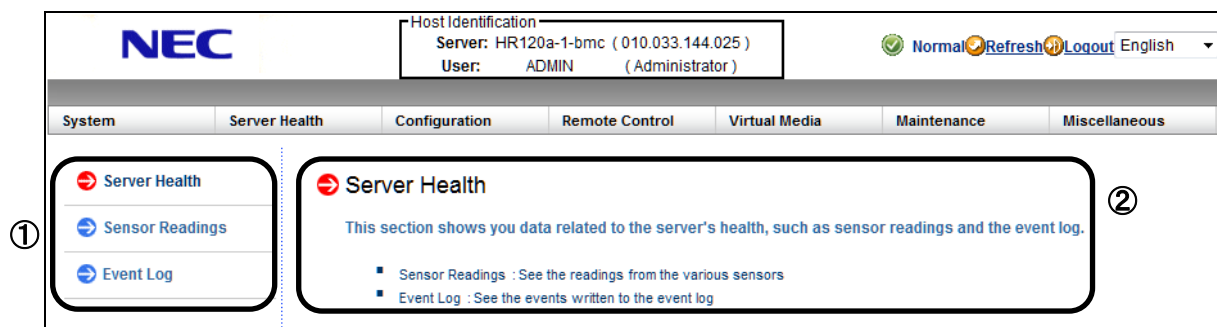 NEC
Host Identification
Server: HR120a-1-bmc ( 010.033.144.025 )
User: ADMIN ( Administrator )
Normal Refresh Logout English
System Server Health Configuration Remote Control Virtual Media Maintenance Miscellaneous
①
Server Health
Sensor Readings
Event Log
②
Server Health
This section shows you data related to the server's health, such as sensor readings and the event log.
Sensor Readings : See the readings from the various sensors
Event Log : See the events written to the event log